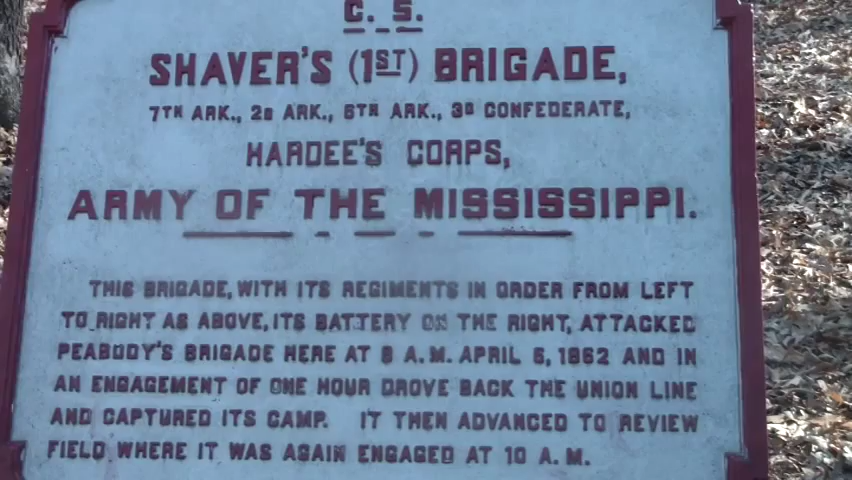 C. S.
SHAVER'S (1ST) BRIGADE,
7TH ARK., 2D ARK., 6TH ARK., 3D CONFEDERATE,
HARDEE'S CORPS,
ARMY OF THE MISSISSIPPI.
THIS BRIGADE, WITH ITS REGIMENTS IN ORDER FROM LEFT
TO RIGHT AS ABOVE, ITS BATTERY ON THE RIGHT, ATTACKED
PEABODY'S BRIGADE HERE AT 8 A.M. APRIL 6, 1862 AND IN
AN ENGAGEMENT OF ONE HOUR DROVE BACK THE UNION LINE
AND CAPTURED ITS CAMP. IT THEN ADVANCED TO REVIEW
FIELD WHERE IT WAS AGAIN ENGAGED AT 10 A.M.